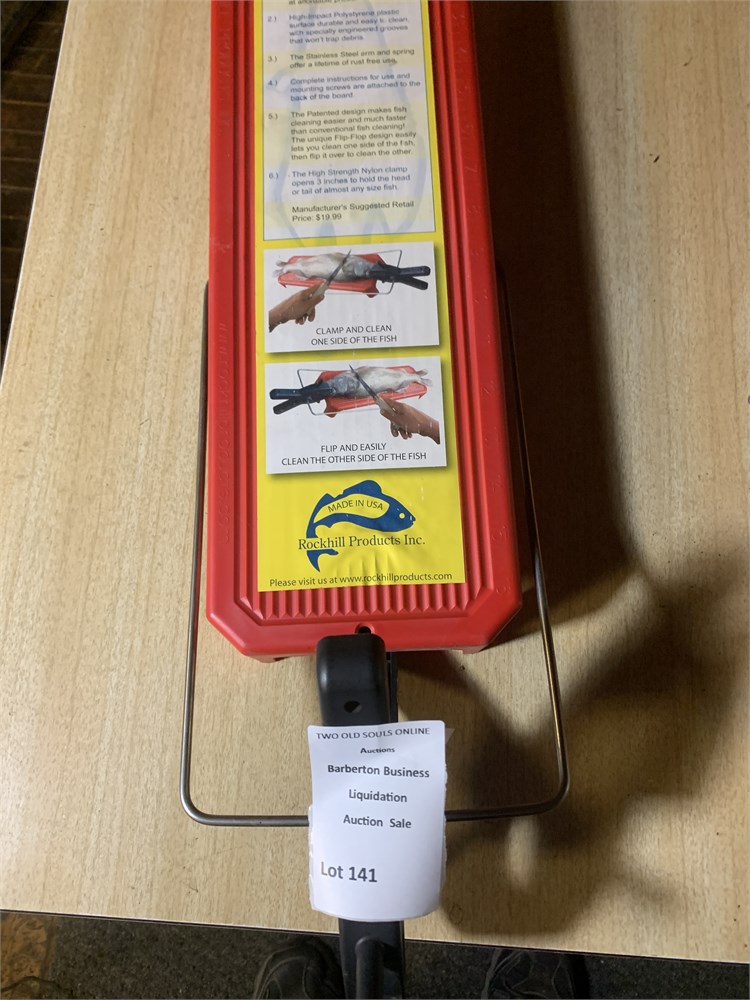 at affordable
2.) High-Impact Polystyrene plastic
surface durable and easy to clean,
with specially engineered grooves
that won't trap debris.
3.) The Stainless Steel arm and spring
offer a lifetime of rust free use.
4.) Complete instructions for use and
mounting screws are attached to the
back of the board.
5.) The Patented design makes fish
cleaning easier and much faster
than conventional fish cleaning!
The unique Flip-Flop design easily
lets you clean one side of the fish,
then flip it over to clean the other.
6.) The High Strength Nylon clamp
opens 3 inches to hold the head
or tail of almost any size fish.
Manufacturer's Suggested Retail
Price: $19.99
CLAMP AND CLEAN
ONE SIDE OF THE FISH
FLIP AND EASILY
CLEAN THE OTHER SIDE OF THE FISH
MADE IN USA
Rockhill Products Inc.
Please visit us at www.rockhillproducts.com
TWO OLD SOULS ONLINE
Auctions
Barberton Business
Liquidation
Auction Sale
Lot 141